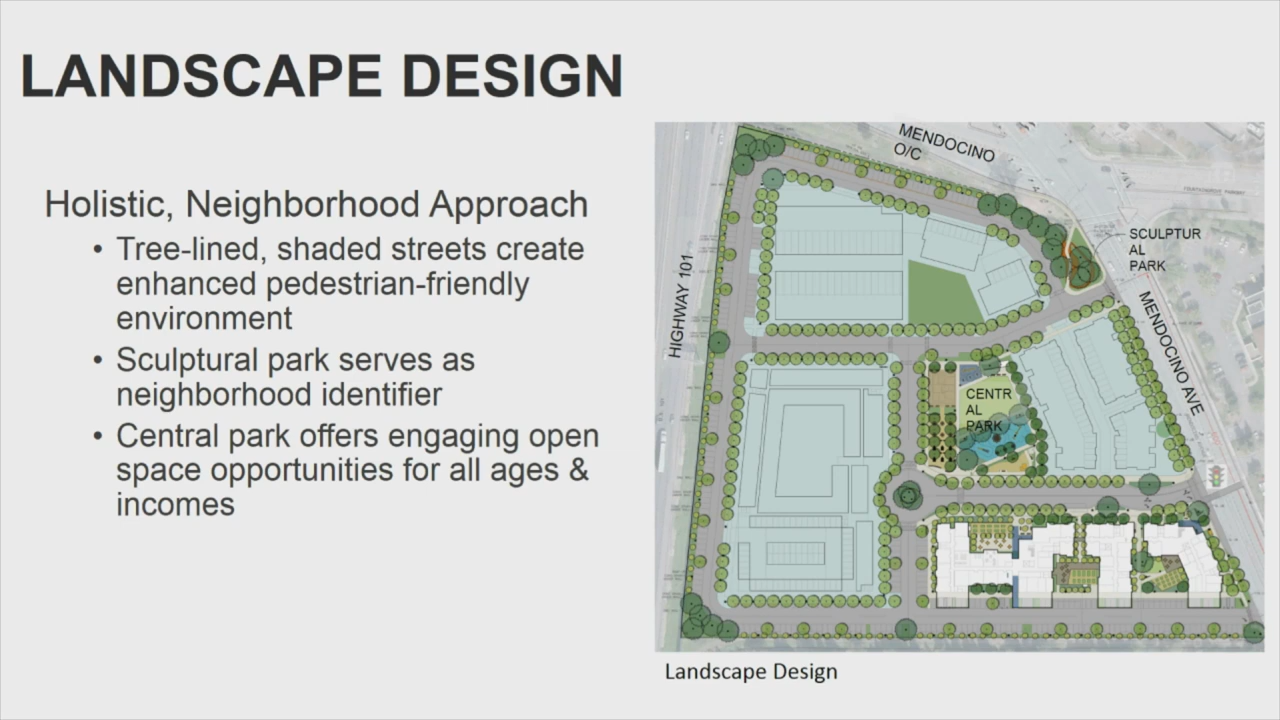 LANDSCAPE DESIGN
Holistic, Neighborhood Approach
• Tree-lined, shaded streets create
enhanced pedestrian-friendly
environment
• Sculptural park serves as
neighborhood identifier
• Central park offers engaging open
space opportunities for all ages &
incomes
MENDOCINO
O/C
SCULPTUR
AL
PARK
HIGHWAY 101
MENDOCINO AVE
CENTR
AL
PARK
Landscape Design